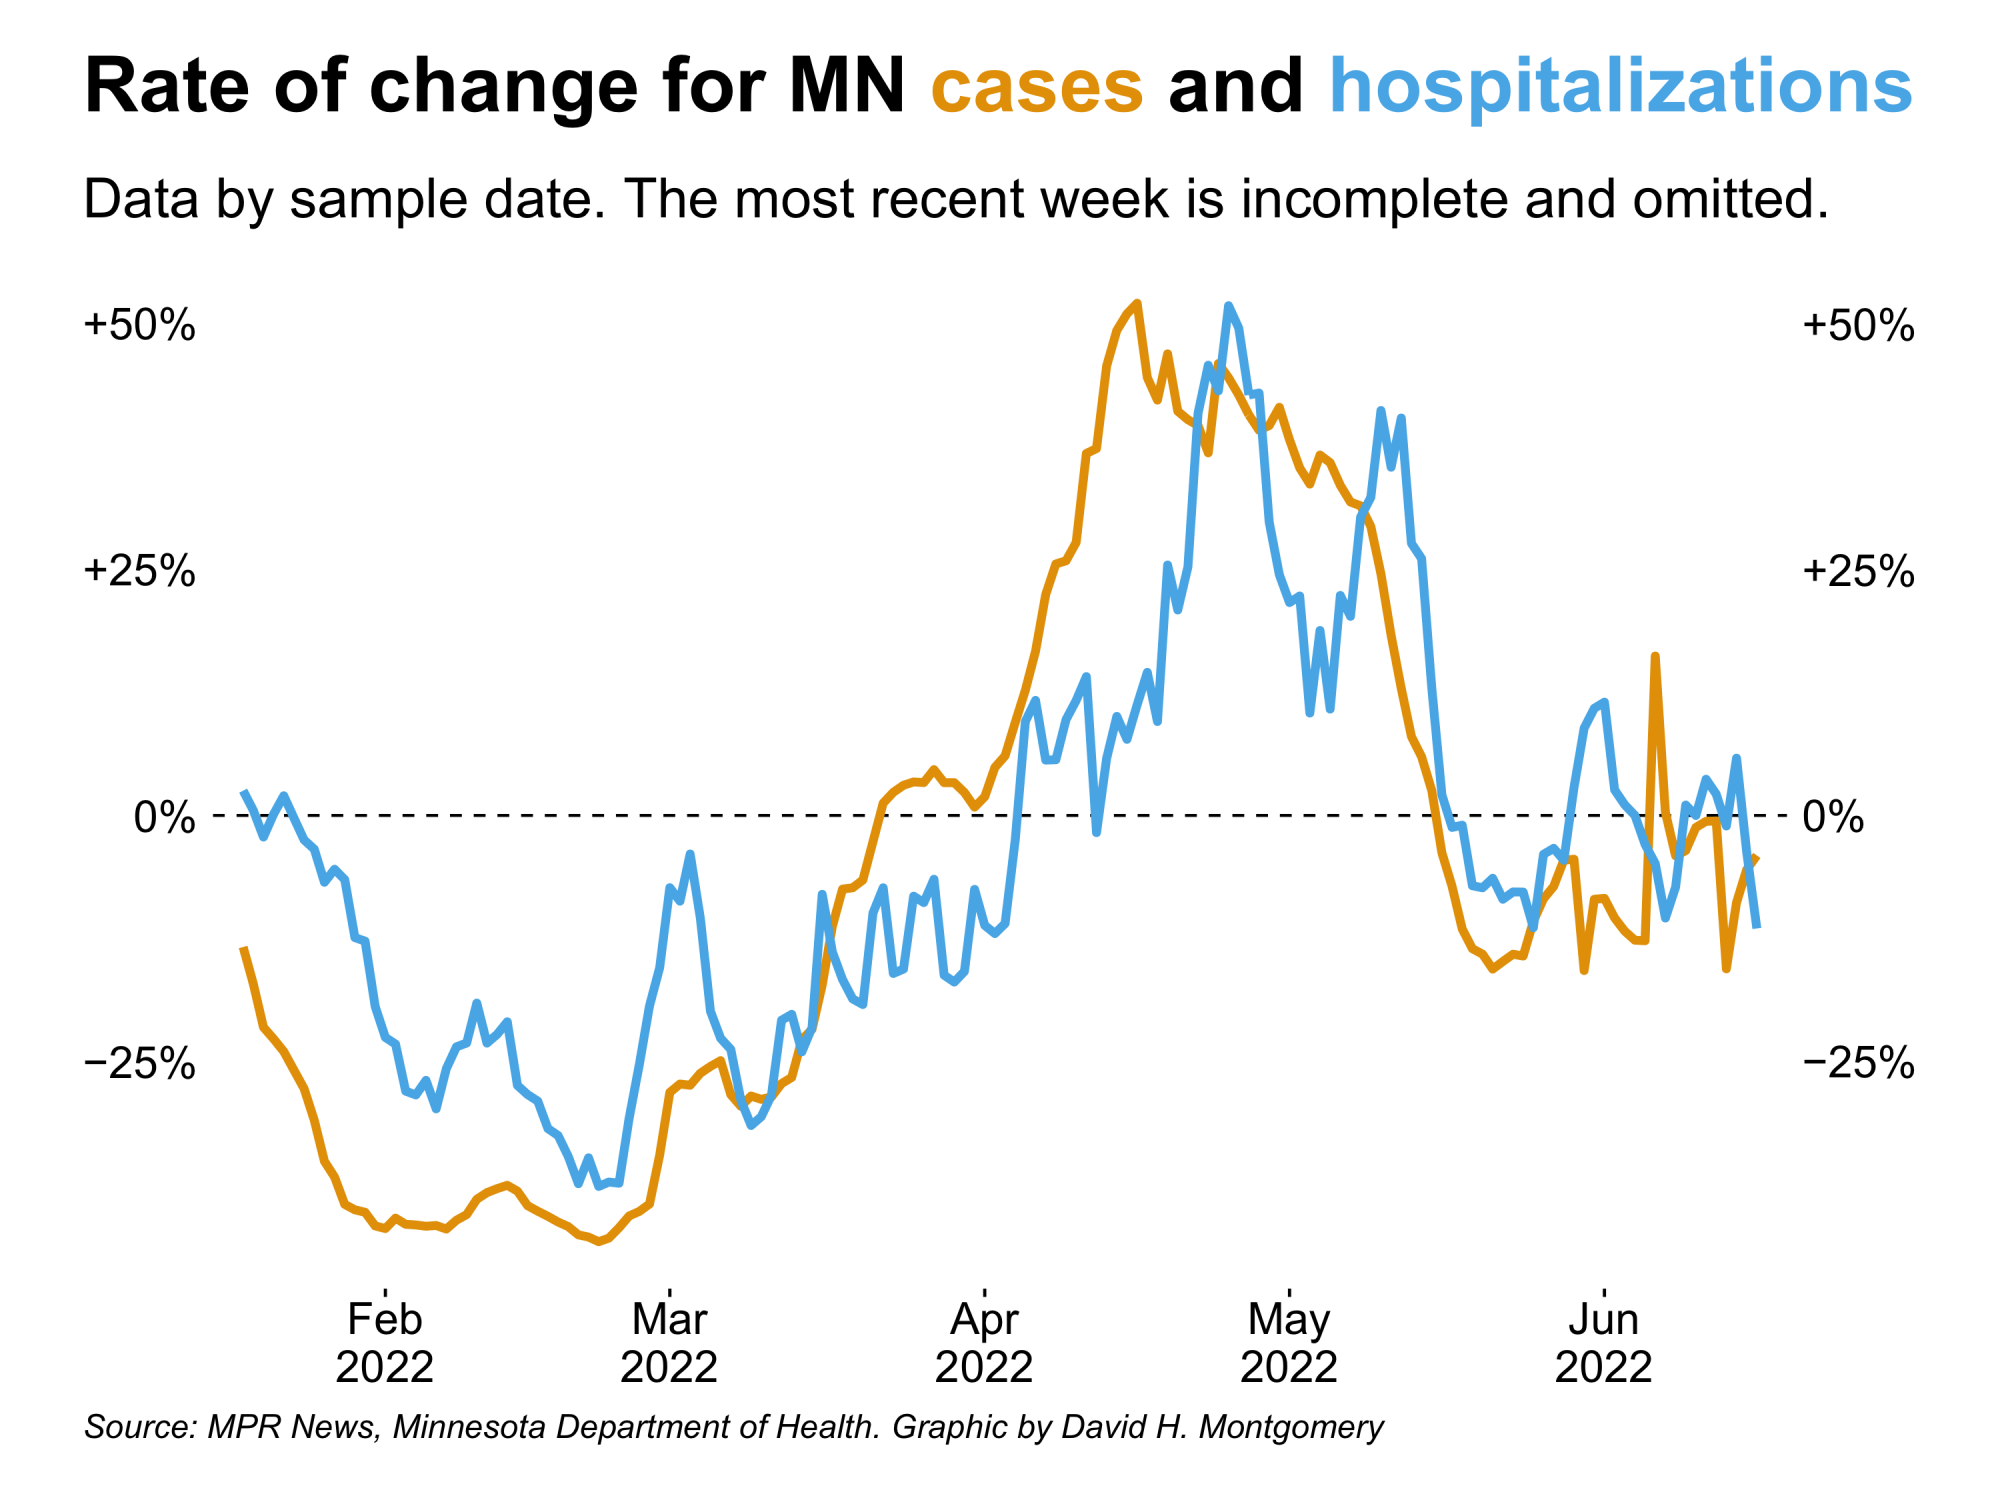 Rate of change for MN cases and hospitalizations
Data by sample date. The most recent week is incomplete and omitted.
+50% +50%
+25% +25%
0% 0%
−25% −25%
Feb Mar Apr May Jun
2022 2022 2022 2022 2022
Source: MPR News, Minnesota Department of Health. Graphic by David H. Montgomery